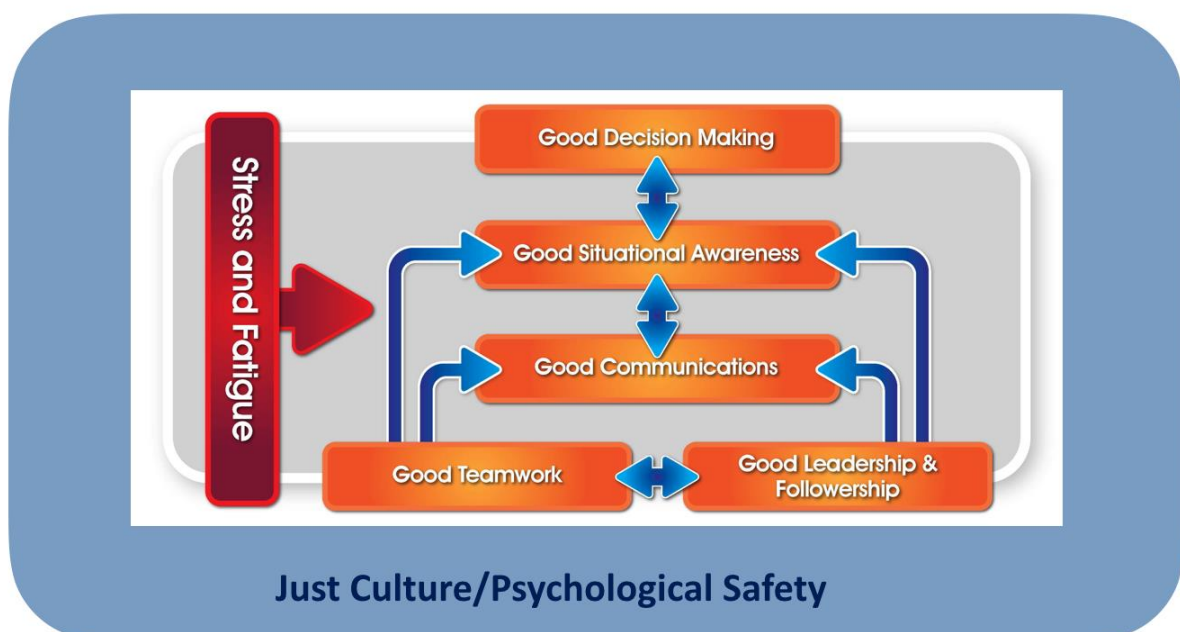 Stress and Fatigue
Good Decision Making
Good Situational Awareness
Good Communications
Good Teamwork
Good Leadership &
Followership
Just Culture/Psychological Safety